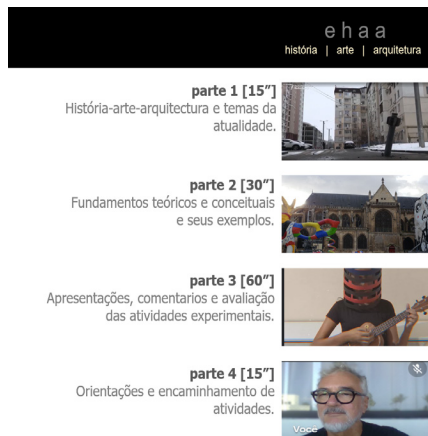 ehaa
história | arte | arquitetura
parte 1 [15”]
História-arte-arquitectura e temas da
atualidade.
parte 2 [30”]
Fundamentos teóricos e conceituais
e seus exemplos.
parte 3 [60”]
Apresentações, comentarios e avaliação
das atividades experimentais.
parte 4 [15”]
Orientações e encaminhamento de
atividades.
Você